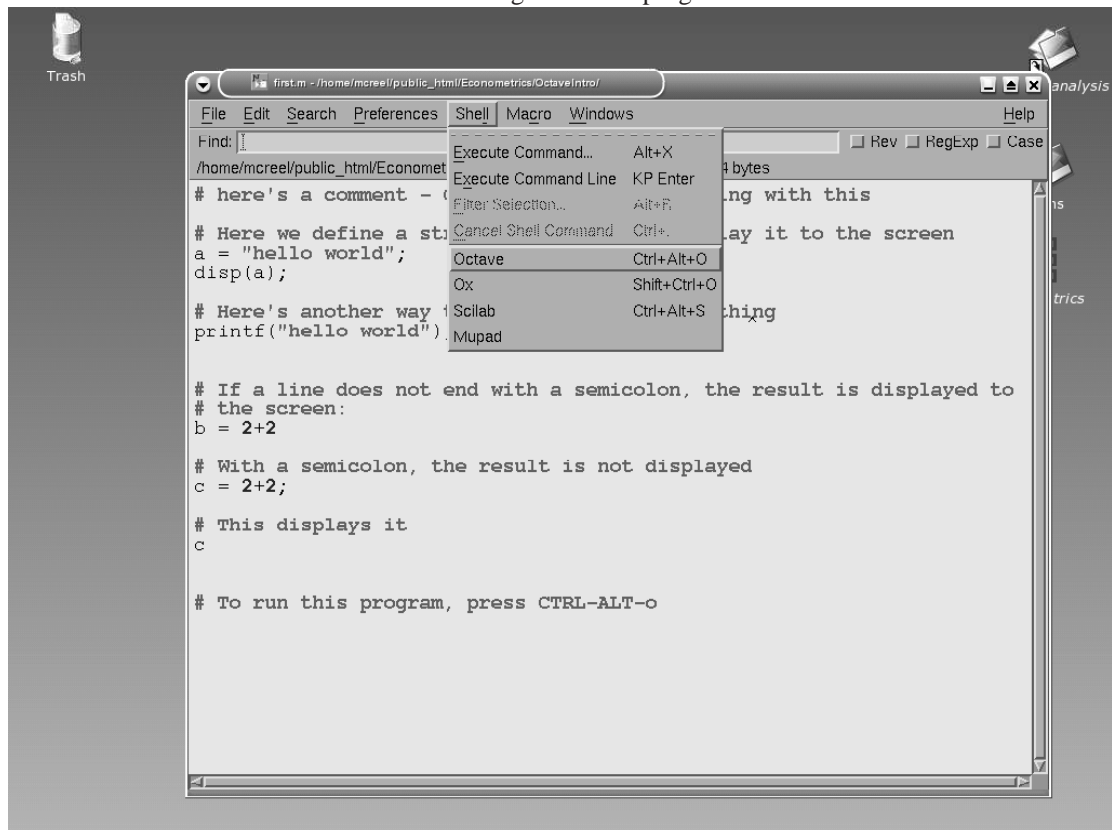 Trash
analysis
first.m - /home/mcreel/public_html/Econometrics/OctaveIntro/
File Edit Search Preferences Shell Macro Windows Help
Find: Rev RegExp Case
/home/mcreel/public_html/Economet 4 bytes
Execute Command... Alt+X
Execute Command Line KP Enter
Filter Selection... Alt+R
Cancel Shell Command Ctrl+.
Octave Ctrl+Alt+O
Ox Shift+Ctrl+O
Scilab Ctrl+Alt+S
Mupad
# here's a comment - ing with this
# Here we define a str lay it to the screen
a = "hello world";
disp(a);
# Here's another way thing
printf("hello world")
# If a line does not end with a semicolon, the result is displayed to
# the screen:
b = 2+2
# With a semicolon, the result is not displayed
c = 2+2;
# This displays it
c
# To run this program, press CTRL-ALT-o
ns
trics